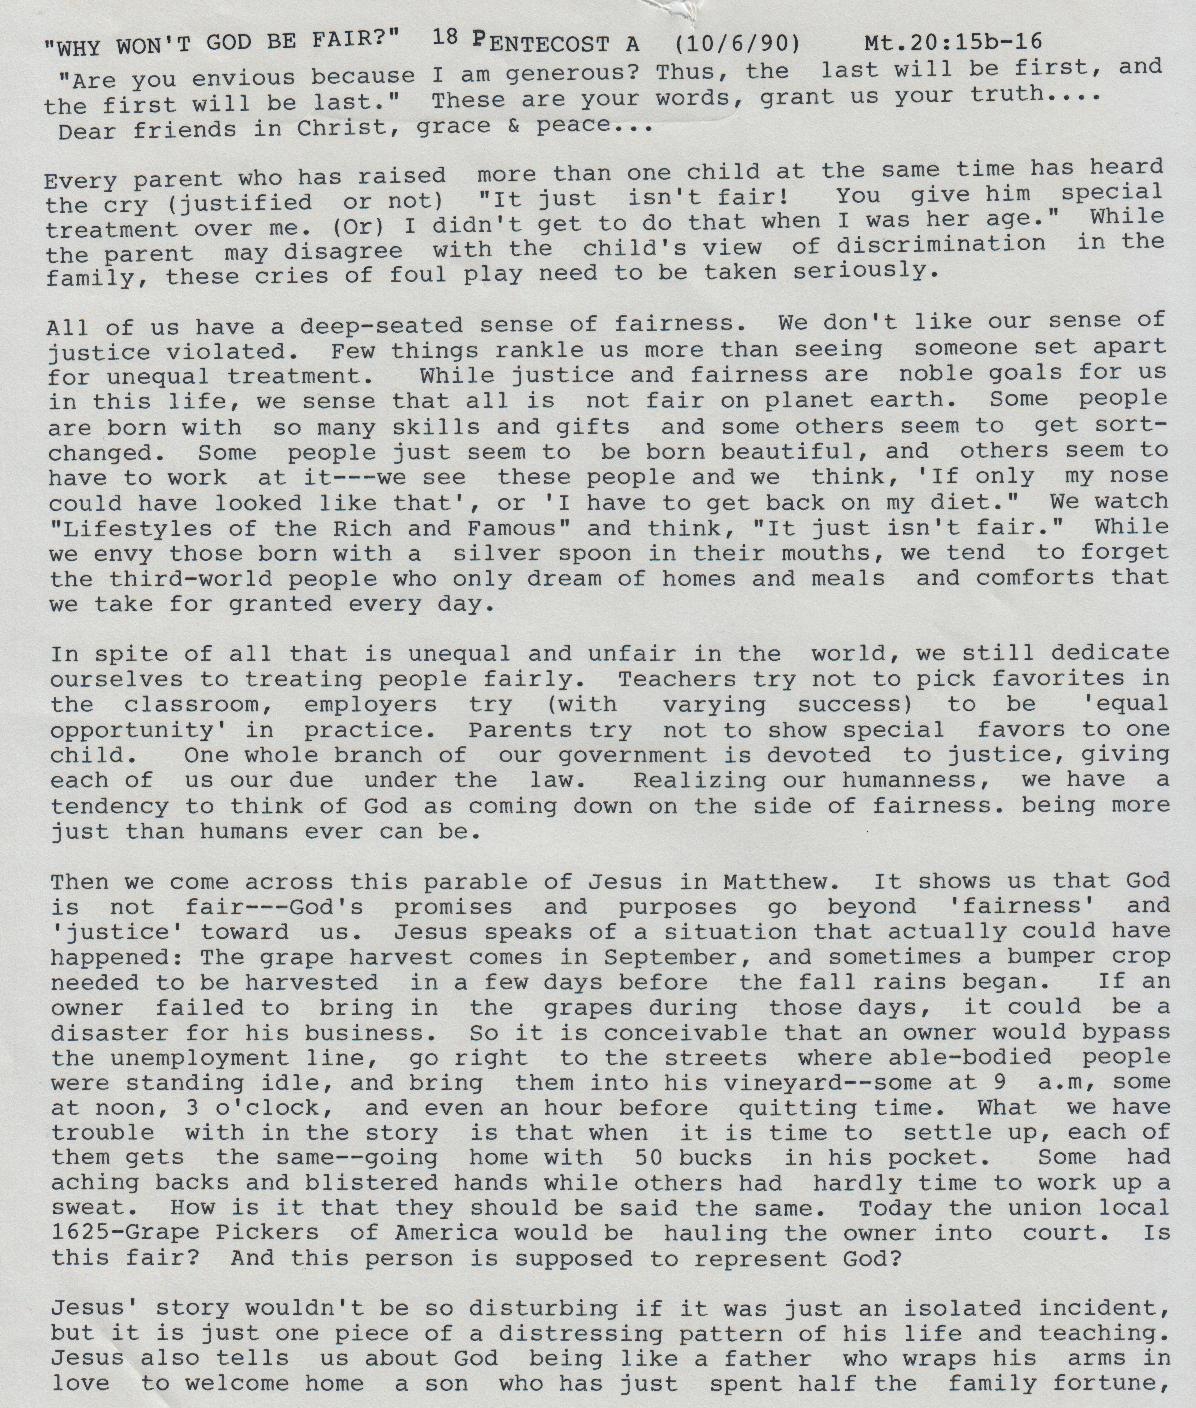 "WHY WON'T GOD BE FAIR?" 18 PENTECOST A (10/6/90) Mt.20:15b-16
"Are you envious because I am generous? Thus, the last will be first, and
the first will be last." These are your words, grant us your truth....
Dear friends in Christ, grace & peace...
Every parent who has raised more than one child at the same time has heard
the cry (justified or not) "It just isn't fair! You give him special
treatment over me. (Or) I didn't get to do that when I was her age." While
the parent may disagree with the child's view of discrimination in the
family, these cries of foul play need to be taken seriously.
All of us have a deep-seated sense of fairness. We don't like our sense of
justice violated. Few things rankle us more than seeing someone set apart
for unequal treatment. While justice and fairness are noble goals for us
in this life, we sense that all is not fair on planet earth. Some people
are born with so many skills and gifts and some others seem to get sort-
changed. Some people just seem to be born beautiful, and others seem to
have to work at it---we see these people and we think, 'If only my nose
could have looked like that', or 'I have to get back on my diet." We watch
"Lifestyles of the Rich and Famous" and think, "It just isn't fair." While
we envy those born with a silver spoon in their mouths, we tend to forget
the third-world people who only dream of homes and meals and comforts that
we take for granted every day.
In spite of all that is unequal and unfair in the world, we still dedicate
ourselves to treating people fairly. Teachers try not to pick favorites in
the classroom, employers try (with varying success) to be 'equal
opportunity' in practice. Parents try not to show special favors to one
child. One whole branch of our government is devoted to justice, giving
each of us our due under the law. Realizing our humanness, we have a
tendency to think of God as coming down on the side of fairness. being more
just than humans ever can be.
Then we come across this parable of Jesus in Matthew. It shows us that God
is not fair---God's promises and purposes go beyond 'fairness' and
'justice' toward us. Jesus speaks of a situation that actually could have
happened: The grape harvest comes in September, and sometimes a bumper crop
needed to be harvested in a few days before the fall rains began. If an
owner failed to bring in the grapes during those days, it could be a
disaster for his business. So it is conceivable that an owner would bypass
the unemployment line, go right to the streets where able-bodied people
were standing idle, and bring them into his vineyard--some at 9 a.m, some
at noon, 3 o'clock, and even an hour before quitting time. What we have
trouble with in the story is that when it is time to settle up, each of
them gets the same--going home with 50 bucks in his pocket. Some had
aching backs and blistered hands while others had hardly time to work up a
sweat. How is it that they should be said the same. Today the union local
1625-Grape Pickers of America would be hauling the owner into court. Is
this fair? And this person is supposed to represent God?
Jesus' story wouldn't be so disturbing if it was just an isolated incident,
but it is just one piece of a distressing pattern of his life and teaching.
Jesus also tells us about God being like a father who wraps his arms in
love to welcome home a son who has just spent half the family fortune,